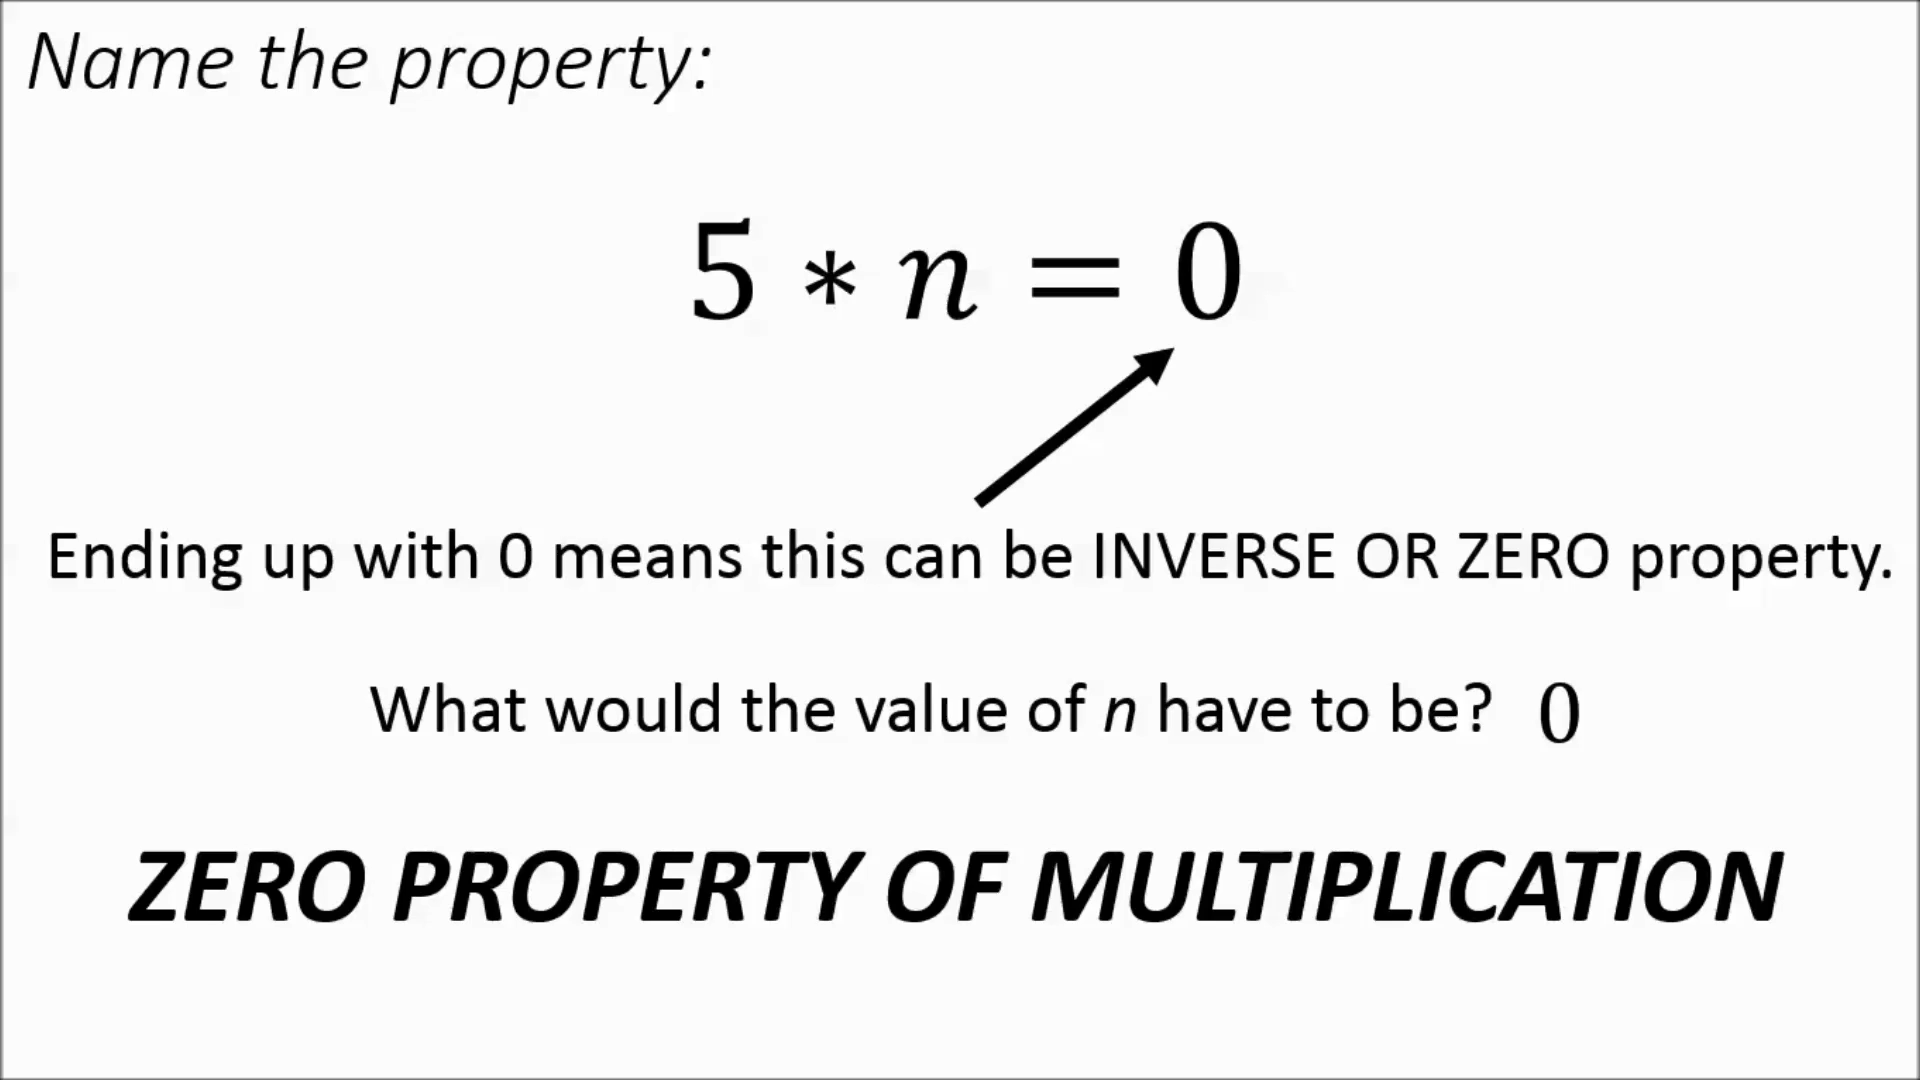 Name the property:
5 * n = 0
Ending up with 0 means this can be INVERSE OR ZERO property.
What would the value of n have to be? 0
ZERO PROPERTY OF MULTIPLICATION